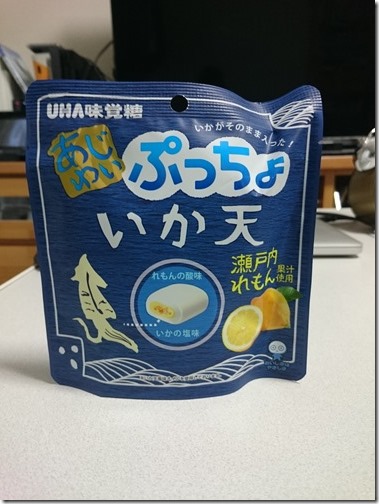 UHA味覚糖
いかがそのまま入った!
あじわい
ぷっちょ
いか天
瀬戸内
れもん果汁使用
れもんの酸味
いかの塩味